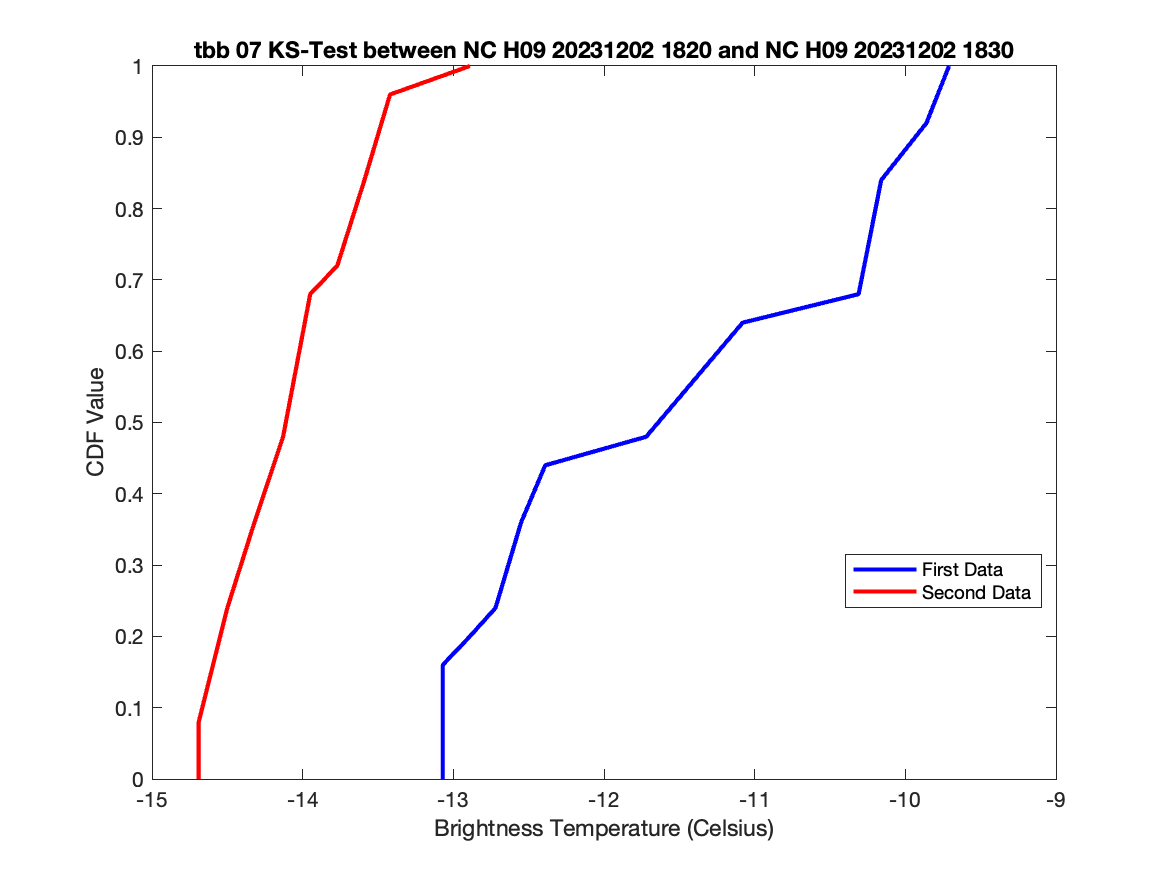 tbb 07 KS-Test between NC H09 20231202 1820 and NC H09 20231202 1830
1
0.9
0.8
0.7
0.6
0.5
0.4
0.3
0.2
0.1
0
CDF Value
First Data
Second Data
-15 -14 -13 -12 -11 -10 -9
Brightness Temperature (Celsius)